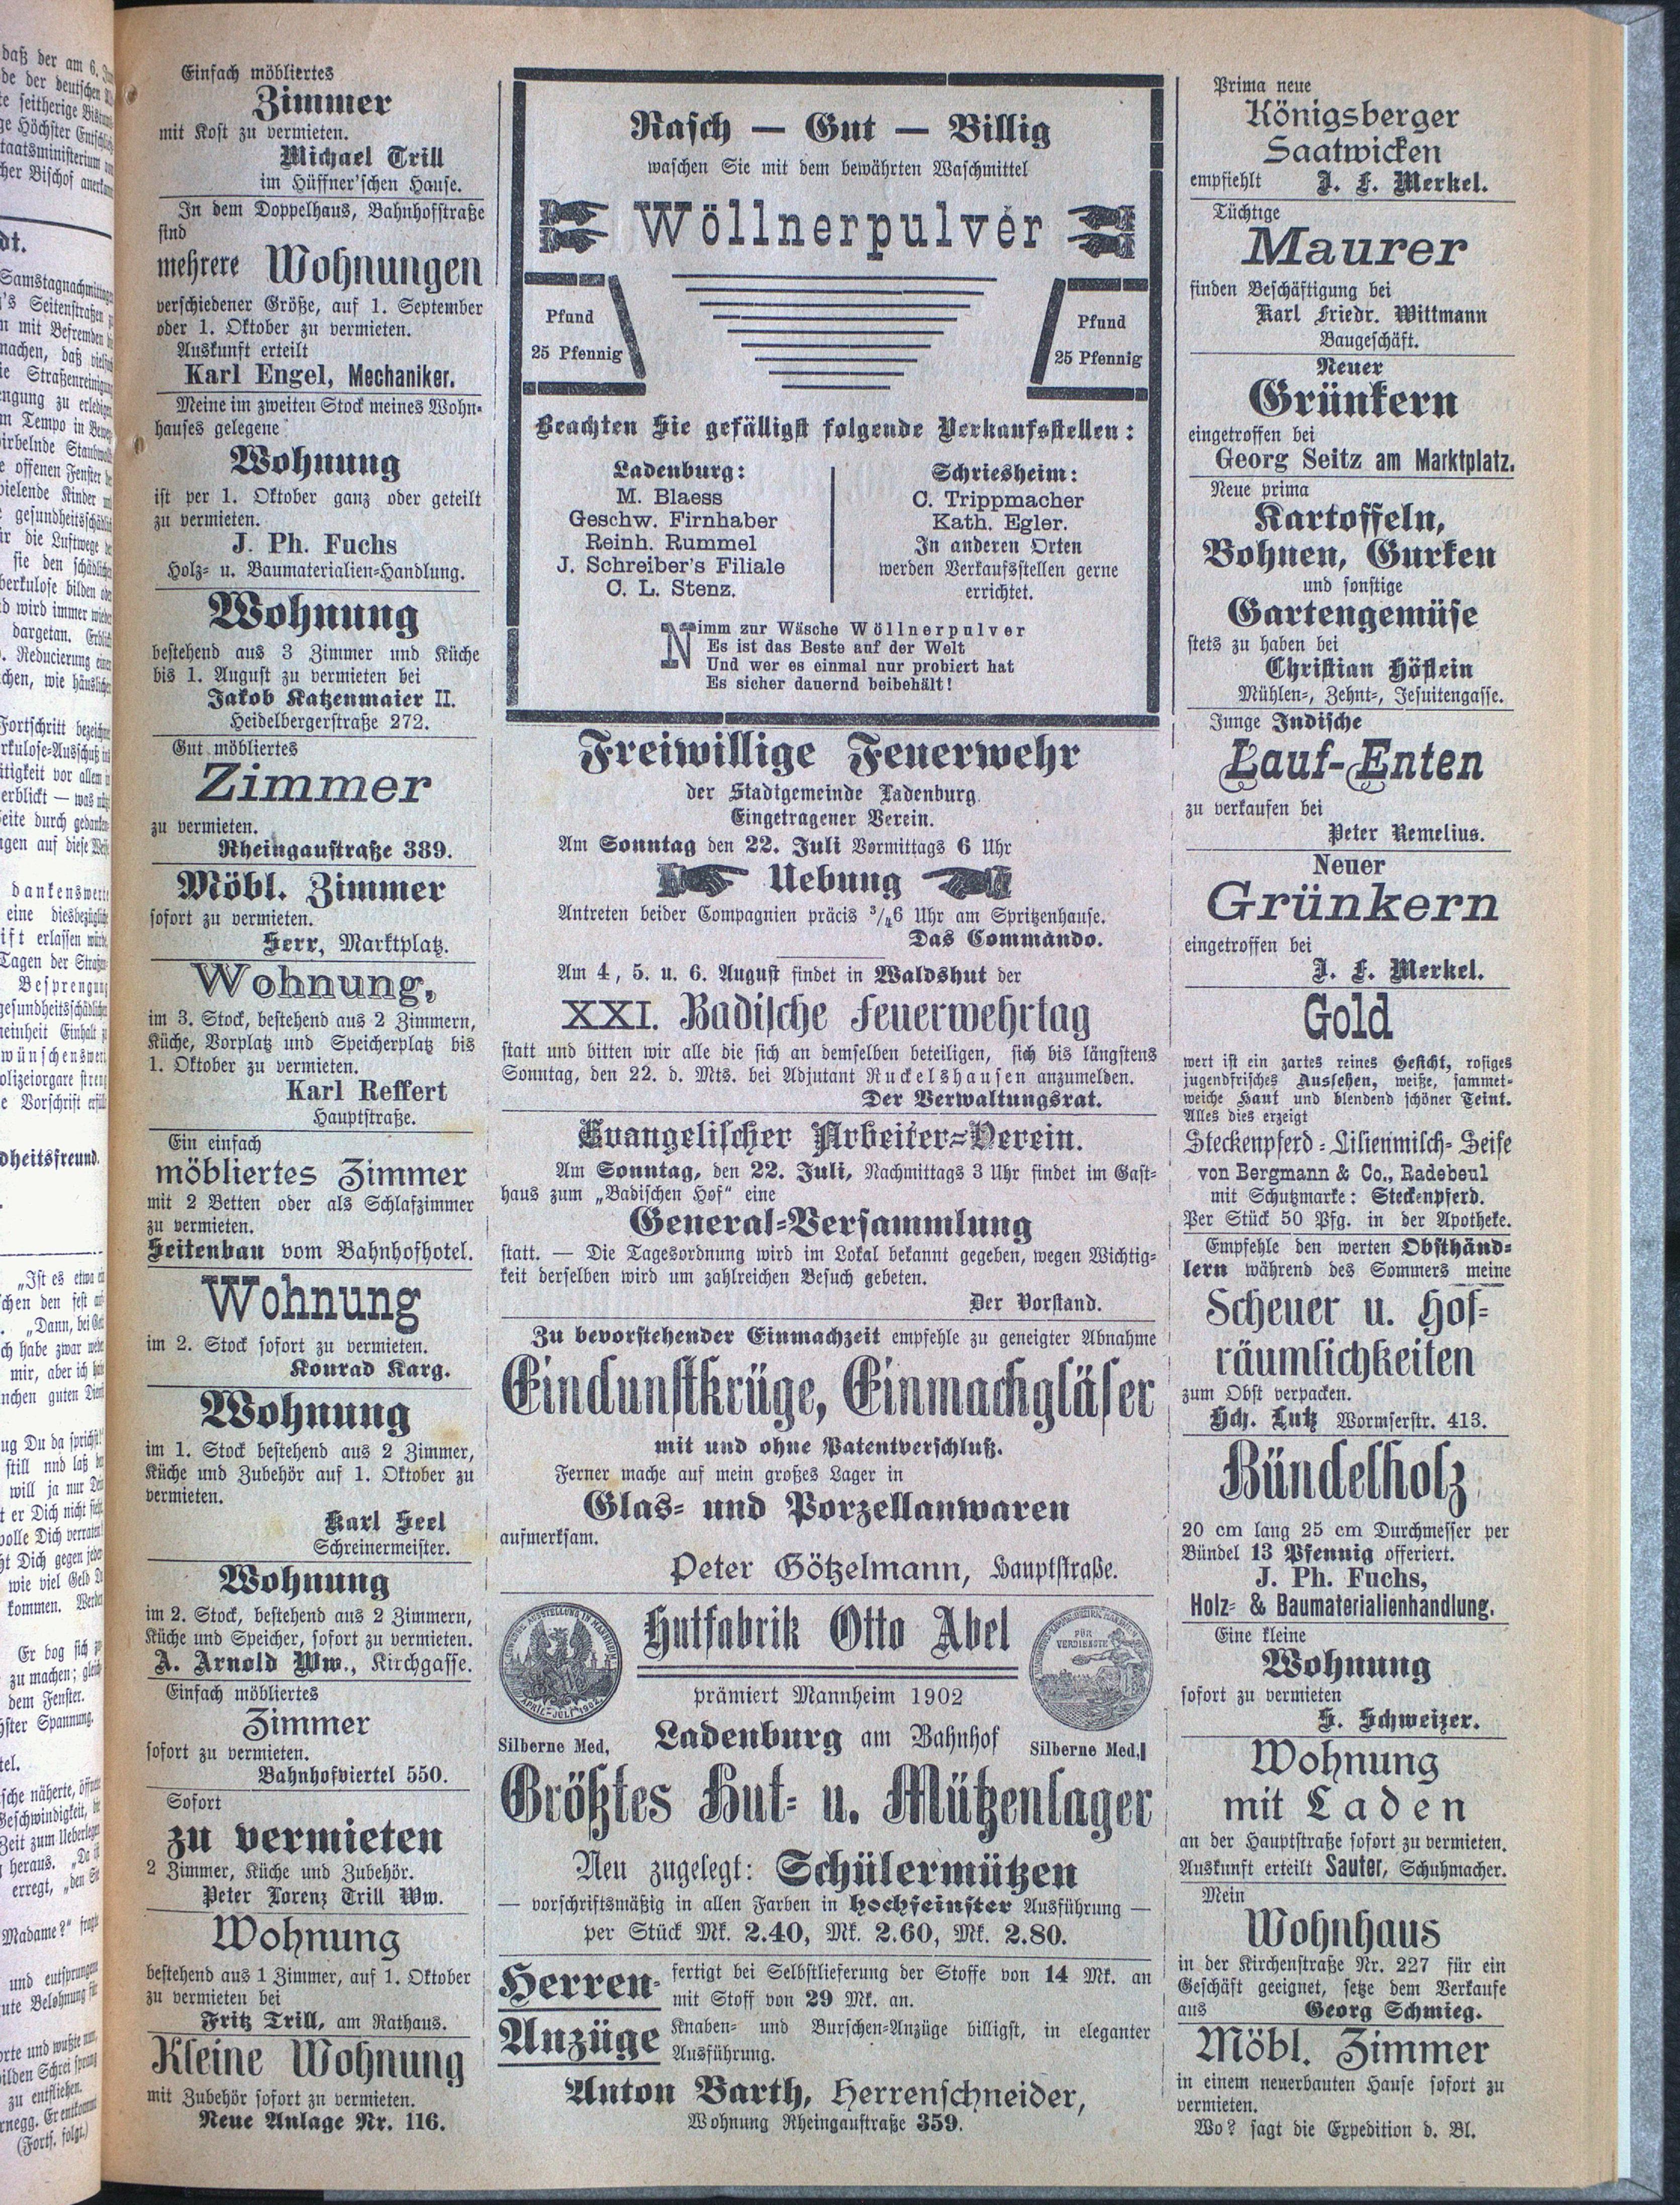 Einfach möbliertes
Zimmer
mit Kost zu vermieten.
Michael Trill
im Hüffner'schen Hause.
In dem Doppelhaus, Bahnhofstraße
sind
mehrere Wohnungen
verschiedener Größe, auf 1. September
oder 1. Oktober zu vermieten.
Auskunft erteilt
Karl Engel, Mechaniker.
Meine im zweiten Stock meines Wohn-
hauses gelegene
Wohnung
ist per 1. Oktober ganz oder geteilt
zu vermieten.
J. Ph. Fuchs
Holz- u. Baumaterialien-Handlung.
Wohnung
bestehend aus 3 Zimmer und Küche
bis 1. August zu vermieten bei
Jakob Katzenmaier II.
Heidelbergerstraße 272.
Gut möbliertes
Zimmer
zu vermieten.
Rheingaustraße 389.
Möbl. Zimmer
sofort zu vermieten.
Herr, Marktplatz.
Wohnung,
im 3. Stock, bestehend aus 2 Zimmern,
Küche, Vorplatz und Speicherplatz bis
1. Oktober zu vermieten.
Karl Reffert
Hauptstraße.
Ein einfach
möbliertes Zimmer
mit 2 Betten oder als Schlafzimmer
zu vermieten.
Seitenbau vom Bahnhofhotel.
Wohnung
im 2. Stock sofort zu vermieten.
Konrad Karg.
Wohnung
im 1. Stock bestehend aus 2 Zimmer,
Küche und Zubehör auf 1. Oktober zu
vermieten.
Karl Seel
Schreinermeister.
Wohnung
im 2. Stock, bestehend aus 2 Zimmern,
Küche und Speicher, sofort zu vermieten.
A. Arnold Ww., Kirchgasse.
Einfach möbliertes
Zimmer
sofort zu vermieten.
Bahnhofviertel 550.
Sofort
zu vermieten
2 Zimmer, Küche und Zubehör.
Peter Lorenz Trill Ww.
Wohnung
bestehend aus 1 Zimmer, auf 1. Oktober
zu vermieten bei
Fritz Trill, am Rathaus.
Kleine Wohnung
mit Zubehör sofort zu vermieten.
Neue Anlage Nr. 116.
Rasch — Gut — Billig
waschen Sie mit dem bewährten Waschmittel
Wöllnerpulver
Pfund
25 Pfennig
Pfund
25 Pfennig
Beachten Sie gefälligst folgende Verkaufsstellen:
Ladenburg:
M. Blaess
Geschw. Firnhaber
Reinh. Rummel
J. Schreiber's Filiale
C. L. Stenz.
Schriesheim:
C. Trippmacher
Kath. Egler.
In anderen Orten
werden Verkaufsstellen gerne
errichtet.
Nimm zur Wäsche Wöllnerpulver
Es ist das Beste auf der Welt
Und wer es einmal nur probiert hat
Es sicher dauernd beibehält!
Freiwillige Feuerwehr
der Stadtgemeinde Ladenburg
Eingetragener Verein.
Am Sonntag den 22. Juli Vormittags 6 Uhr
Uebung
Antreten beider Compagnien präcis 3/46 Uhr am Spritzenhause.
Das Commando.
Am 4, 5. u. 6. August findet in Waldshut der
XXI. Badische Feuerwehrtag
statt und bitten wir alle die sich an demselben beteiligen, sich bis längstens
Sonntag, den 22. d. Mts. bei Adjutant Ruckelshausen anzumelden.
Der Verwaltungsrat.
Evangelischer Arbeiter-Verein.
Am Sonntag, den 22. Juli, Nachmittags 3 Uhr findet im Gast-
haus zum „Badischen Hof“ eine
General-Versammlung
statt. — Die Tagesordnung wird im Lokal bekannt gegeben, wegen Wichtig-
keit derselben wird um zahlreichen Besuch gebeten.
Der Vorstand.
Zu bevorstehender Einmachzeit empfehle zu geneigter Abnahme
Eindunstkrüge, Einmachgläser
mit und ohne Patentverschluß.
Ferner mache auf mein großes Lager in
Glas- und Porzellanwaren
aufmerksam.
Peter Götzelmann, Hauptstraße.
Hutfabrik Otto Abel
FÜR
VERDIENSTE
prämiert Mannheim 1902
Silberne Med,
Ladenburg am Bahnhof
Silberne Med,
Größtes Hut- u. Mützenlager
Neu zugelegt: Schülermützen
— vorschriftsmäßig in allen Farben in hochfeinster Ausführung —
per Stück Mk. 2.40, Mk. 2.60, Mk. 2.80.
Herren-
Anzüge
fertigt bei Selbstlieferung der Stoffe von 14 Mk. an
mit Stoff von 29 Mk. an.
Knaben- und Burschen-Anzüge billigst, in eleganter
Ausführung.
Anton Barth, Herrenschneider,
Wohnung Rheingaustraße 359.
Prima neue
Königsberger
Saatwicken
empfiehlt J. F. Merkel.
Tüchtige
Maurer
finden Beschäftigung bei
Karl Friedr. Wittmann
Baugeschäft.
Neuer
Grünkern
eingetroffen bei
Georg Seitz am Marktplatz.
Neue prima
Kartoffeln,
Bohnen, Gurken
und sonstige
Gartengemüse
stets zu haben bei
Christian Höflein
Mühlen-, Zehnt-, Jesuitengasse.
Junge Indische
Lauf-Enten
zu verkaufen bei
Peter Remelius.
Neuer
Grünkern
eingetroffen bei
J. F. Merkel.
Gold
wert ist ein zartes reines Gesicht, rosiges
jugendfrisches Aussehen, weiße, sammet-
weiche Haut und blendend schöner Teint.
Alles dies erzeigt
Steckenpferd-Lilienmilch-Seife
von Bergmann & Co., Radebeul
mit Schutzmarke: Steckenpferd.
Per Stück 50 Pfg. in der Apotheke.
Empfehle den werten Obsthänd-
lern während des Sommers meine
Scheuer u. Hof-
räumlichkeiten
zum Obst verpacken.
Hch. Lutz Wormserstr. 413.
Bündelholz
20 cm lang 25 cm Durchmesser per
Bündel 13 Pfennig offeriert.
J. Ph. Fuchs,
Holz- & Baumaterialienhandlung.
Eine kleine
Wohnung
sofort zu vermieten
H. Schweizer.
Wohnung
mit Laden
an der Hauptstraße sofort zu vermieten.
Auskunft erteilt Sauter, Schuhmacher.
Mein
Wohnhaus
in der Kirchenstraße Nr. 227 für ein
Geschäft geeignet, setze dem Verkaufe
aus Georg Schmieg.
Möbl. Zimmer
in einem neuerbauten Hause sofort zu
vermieten.
Wo? sagt die Expedition d. Bl.